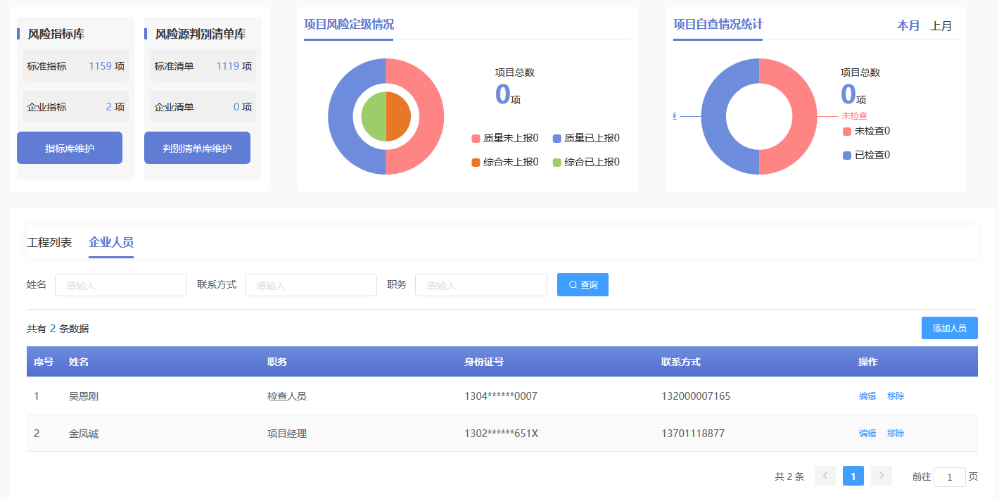 风险指标库
标准指标 1159 项
企业指标 2 项
指标库维护
风险源判别清单库
标准清单 1119 项
企业清单 0 项
判别清单库维护
项目风险定级情况
项目总数
0项
质量未上报0 质量已上报0
综合未上报0 综合已上报0
项目自查情况统计 本月 上月
项目总数
0项
查
未检查
未检查0
已检查0
工程列表 企业人员
姓名 请输入 联系方式 请输入 职务 请输入 查询
共有 2 条数据 添加人员
序号 姓名 职务 身份证号 联系方式 操作
1 吴恩刚 检查人员 1304******0007 132000007165 编辑 移除
2 金凤诚 项目经理 1302******651X 13701118877 编辑 移除
共 2 条 < 1 > 前往 1 页